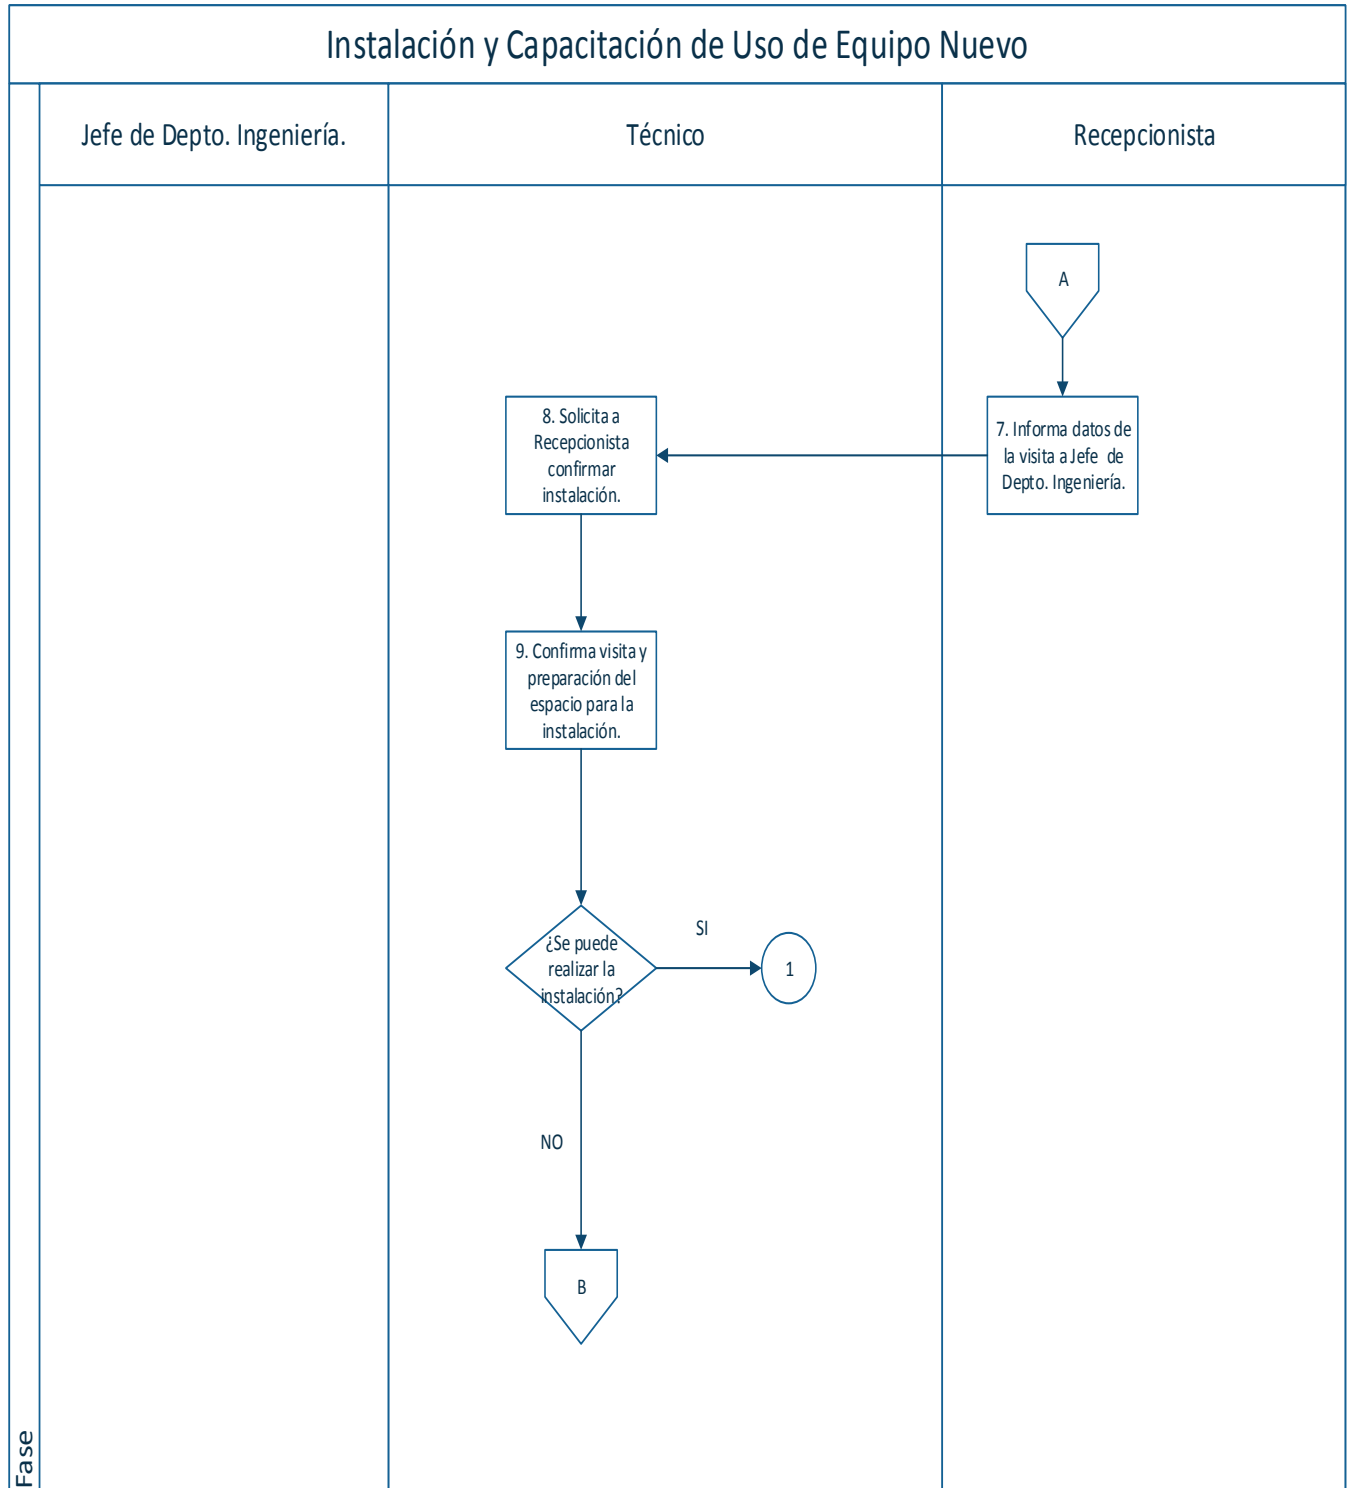 Instalación y Capacitación de Uso de Equipo Nuevo
Jefe de Depto. Ingeniería.
Técnico
Recepcionista
A
7. Informa datos de
la visita a Jefe de
Depto. Ingeniería.
8. Solicita a
Recepcionista
confirmar
instalación.
9. Confirma visita y
preparación del
espacio para la
instalación.
¿Se puede
realizar la
instalación?
SI
1
NO
B
Fase